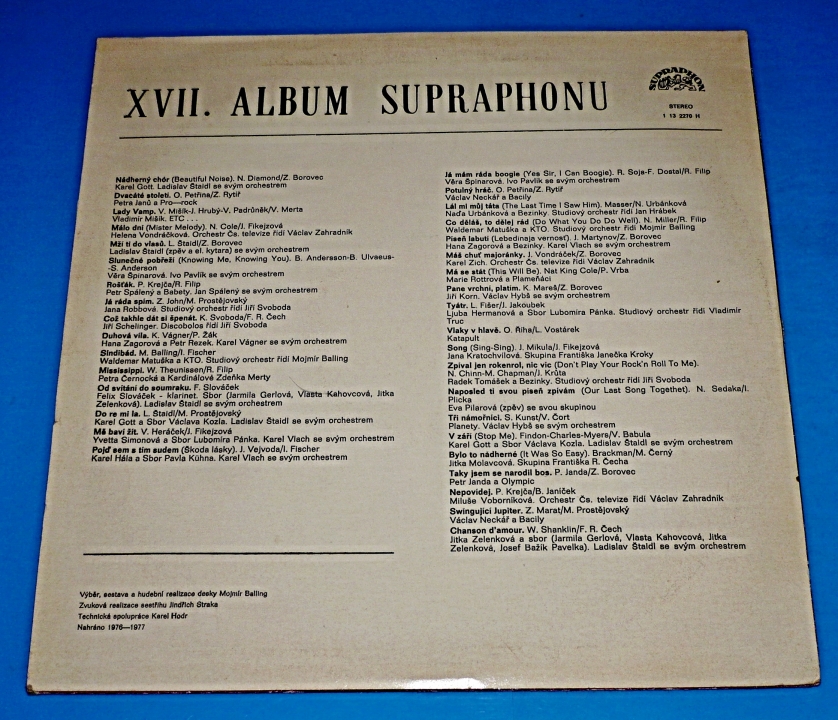 XVII. ALBUM SUPRAPHONU
SUPRAPHON
STEREO
1 13 2270 H
Nádherný chór (Beautiful Noise). N. Diamond/Z. Borovec
Karel Gott. Ladislav Štaidl se svým orchestrem
Dvacáté století. O. Petřina/Z. Rytíř
Petra Janů a Pro—rock
Lady Vamp. V. Mišík-J. Hrubý-V. Padrůněk/V. Merta
Vladimír Mišík. ETC . . .
Málo dní (Mister Melody). N. Cole/J. Fikejzová
Helena Vondráčková. Orchestr Čs. televize řídí Václav Zahradník
Mží ti do vlasů. L. Štaidl/Z. Borovec
Ladislav Štaidl (zpěv a el. kytara) se svým orchestrem
Slunečné pobřeží (Knowing Me, Knowing You). B. Andersson-B. Ulvaeus-
-S. Anderson
Věra Špinarová. Ivo Pavlík se svým orchestrem
Rošťák. P. Krejča/R. Filip
Petr Spálený a Babety. Jan Spálený se svým orchestrem
Já ráda spím. Z. John/M. Prostějovský
Jana Robbová. Studiový orchestr řídí Jiří Svoboda
Což takhle dát si špenát. K. Svoboda/F. R. Čech
Jiří Schelinger. Discobolos řídí Jiří Svoboda
Duhová víla. K. Vágner/P. Žák
Hana Zagorová a Petr Rezek. Karel Vágner se svým orchestrem
Sindibád. M. Balling/I. Fischer
Waldemar Matuška a KTO. Studiový orchestr řídí Mojmír Balling
Mississippi. W. Theunissen/R. Filip
Petra Černocká a Kardinálové Zdeňka Merty
Od svítání do soumraku. F. Slováček
Felix Slováček - klarinet. Sbor (Jarmila Gerlová, Vlasta Kahovcová, Jitka
Zelenková). Ladislav Štaidl se svým orchestrem
Do re mi la. L. Štaidl/M. Prostějovský
Karel Gott a Sbor Václava Kozla. Ladislav Štaidl se svým orchestrem
Mě baví žít. V. Heráček/J. Fikejzová
Yvetta Simonová a Sbor Lubomíra Pánka. Karel Vlach se svým orchestrem
Pojď sem s tím sudem (Škoda lásky). J. Vejvoda/I. Fischer
Karel Hála a Sbor Pavla Kühna. Karel Vlach se svým orchestrem
Výběr, sestava a hudební realizace desky Mojmír Balling
Zvuková realizace sestřihu Jindřich Straka
Technická spolupráce Karel Hodr
Nahráno 1976—1977
Já mám ráda boogie (Yes Sir, I Can Boogie). R. Soja-F. Dostal/R. Filip
Věra Špinarová. Ivo Pavlík se svým orchestrem
Potulný hráč. O. Petřina/Z. Rytíř
Václav Neckář a Bacily
Lál mi můj táta (The Last Time I Saw Him). Masser/N. Urbánková
Naďa Urbánková a Bezinky. Studiový orchestr řídí Jan Hrábek
Co děláš, to dělej rád (Do What You Do Do Well). N. Miller/R. Filip
Waldemar Matuška a KTO. Studiový orchestr řídí Mojmír Balling
Píseň labutí (Lebedinaja vernosť). J. Martynov/Z. Borovec
Hana Zagorová a Bezinky. Karel Vlach se svým orchestrem
Máš chuť majoránky. J. Vondráček/Z. Borovec
Karel Zich. Orchestr Čs. televize řídí Václav Zahradník
Má se stát (This Will Be). Nat King Cole/P. Vrba
Marie Rottrová a Plameňáci
Pane vrchní, platím. K. Mareš/Z. Borovec
Jiří Korn. Václav Hybš se svým orchestrem
Tyátr. L. Fišer/J. Jakoubek
Ljuba Hermanová a Sbor Lubomíra Pánka. Studiový orchestr řídí Vladimír
Truc
Vlaky v hlavě. O. Říha/L. Vostárek
Katapult
Song (Sing-Sing). J. Mikula/J. Fikejzová
Jana Kratochvílová. Skupina Františka Janečka Kroky
Zpíval jen rokenrol, nic víc (Don't Play Your Rock'n Roll To Me).
N. Chinn-M. Chapman/J. Krůta
Radek Tomášek a Bezinky. Studiový orchestr řídí Jiří Svoboda
Naposled ti svou píseň zpívám (Our Last Song Together). N. Sedaka/I.
Plicka
Eva Pilarová (zpěv) se svou skupinou
Tři námořníci. S. Kunst/V. Čort
Planety. Václav Hybš se svým orchestrem
V září (Stop Me). Findon-Charles-Myers/V. Babula
Karel Gott a Sbor Václava Kozla. Ladislav Štaidl se svým orchestrem
Bylo to nádherné (It Was So Easy). Brackman/M. Černý
Jitka Molavcová. Skupina Františka R. Čecha
Taky jsem se narodil bos. P. Janda/Z. Borovec
Petr Janda a Olympic
Nepovídej. P. Krejča/B. Janíček
Miluše Voborníková. Orchestr Čs. televize řídí Václav Zahradník
Swingující Jupiter. Z. Marat/M. Prostějovský
Václav Neckář a Bacily
Chanson d'amour. W. Shanklin/F. R. Čech
Jitka Zelenková a sbor (Jarmila Gerlová, Vlasta Kahovcová, Jitka
Zelenková, Josef Bažík Pavelka). Ladislav Štaidl se svým orchestrem